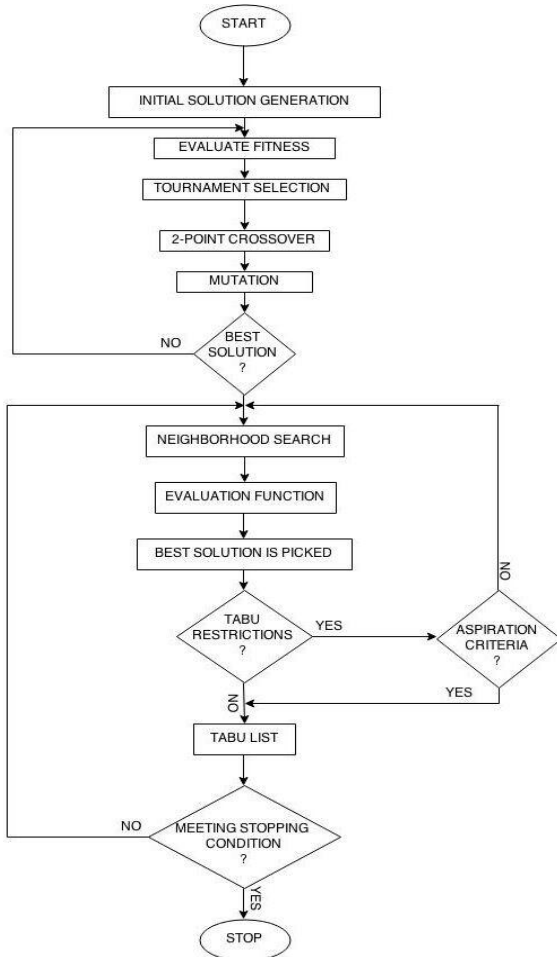 START
INITIAL SOLUTION GENERATION
EVALUATE FITNESS
TOURNAMENT SELECTION
2-POINT CROSSOVER
MUTATION
NO
BEST
SOLUTION
?
NEIGHBORHOOD SEARCH
EVALUATION FUNCTION
BEST SOLUTION IS PICKED
NO
TABU
RESTRICTIONS
?
YES
ASPIRATION
CRITERIA
?
NO
YES
TABU LIST
NO
MEETING STOPPING
CONDITION
?
YES
STOP